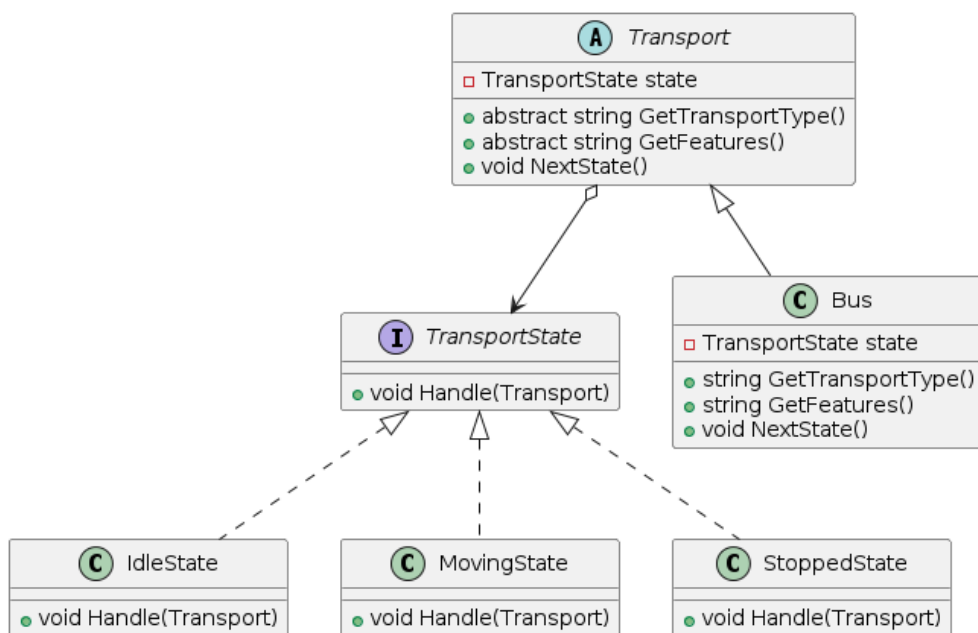 A Transport
TransportState state
abstract string GetTransportType()
abstract string GetFeatures()
void NextState()
C Bus
TransportState state
string GetTransportType()
string GetFeatures()
void NextState()
I TransportState
void Handle(Transport)
C IdleState
void Handle(Transport)
C MovingState
void Handle(Transport)
C StoppedState
void Handle(Transport)